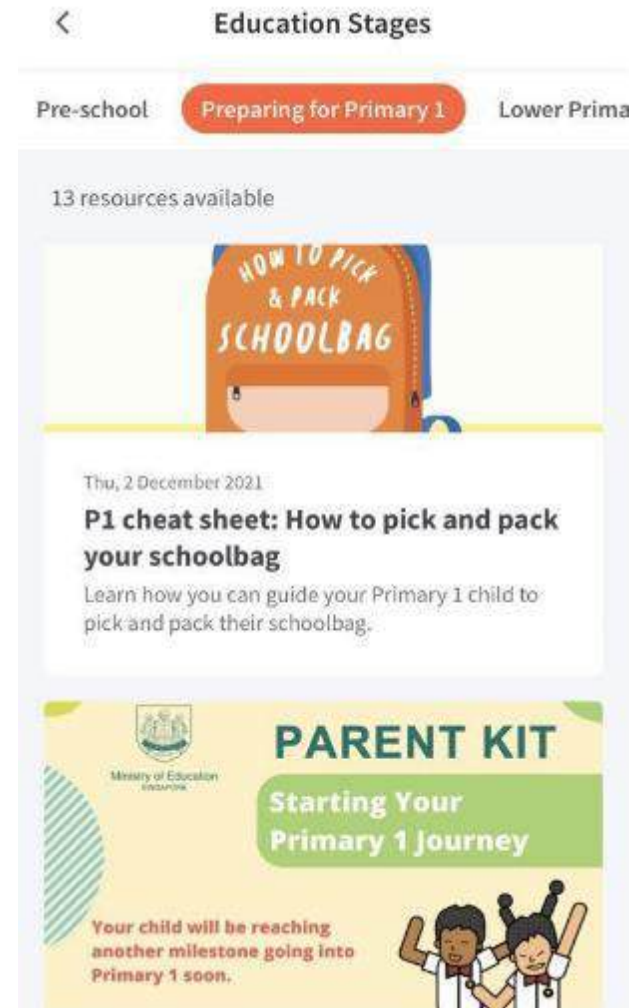 Education Stages
Pre-school
Preparing for Primary 1
Lower Prima
13 resources available
HOW TO PICK
& PACK
SCHOOLBAG
Thu, 2 December 2021
P1 cheat sheet: How to pick and pack
your schoolbag
Learn how you can guide your Primary 1 child to
pick and pack their schoolbag.
Ministry of Education
SINGAPORE
PARENT KIT
Starting Your
Primary 1 Journey
Your child will be reaching
another milestone going into
Primary 1 soon.